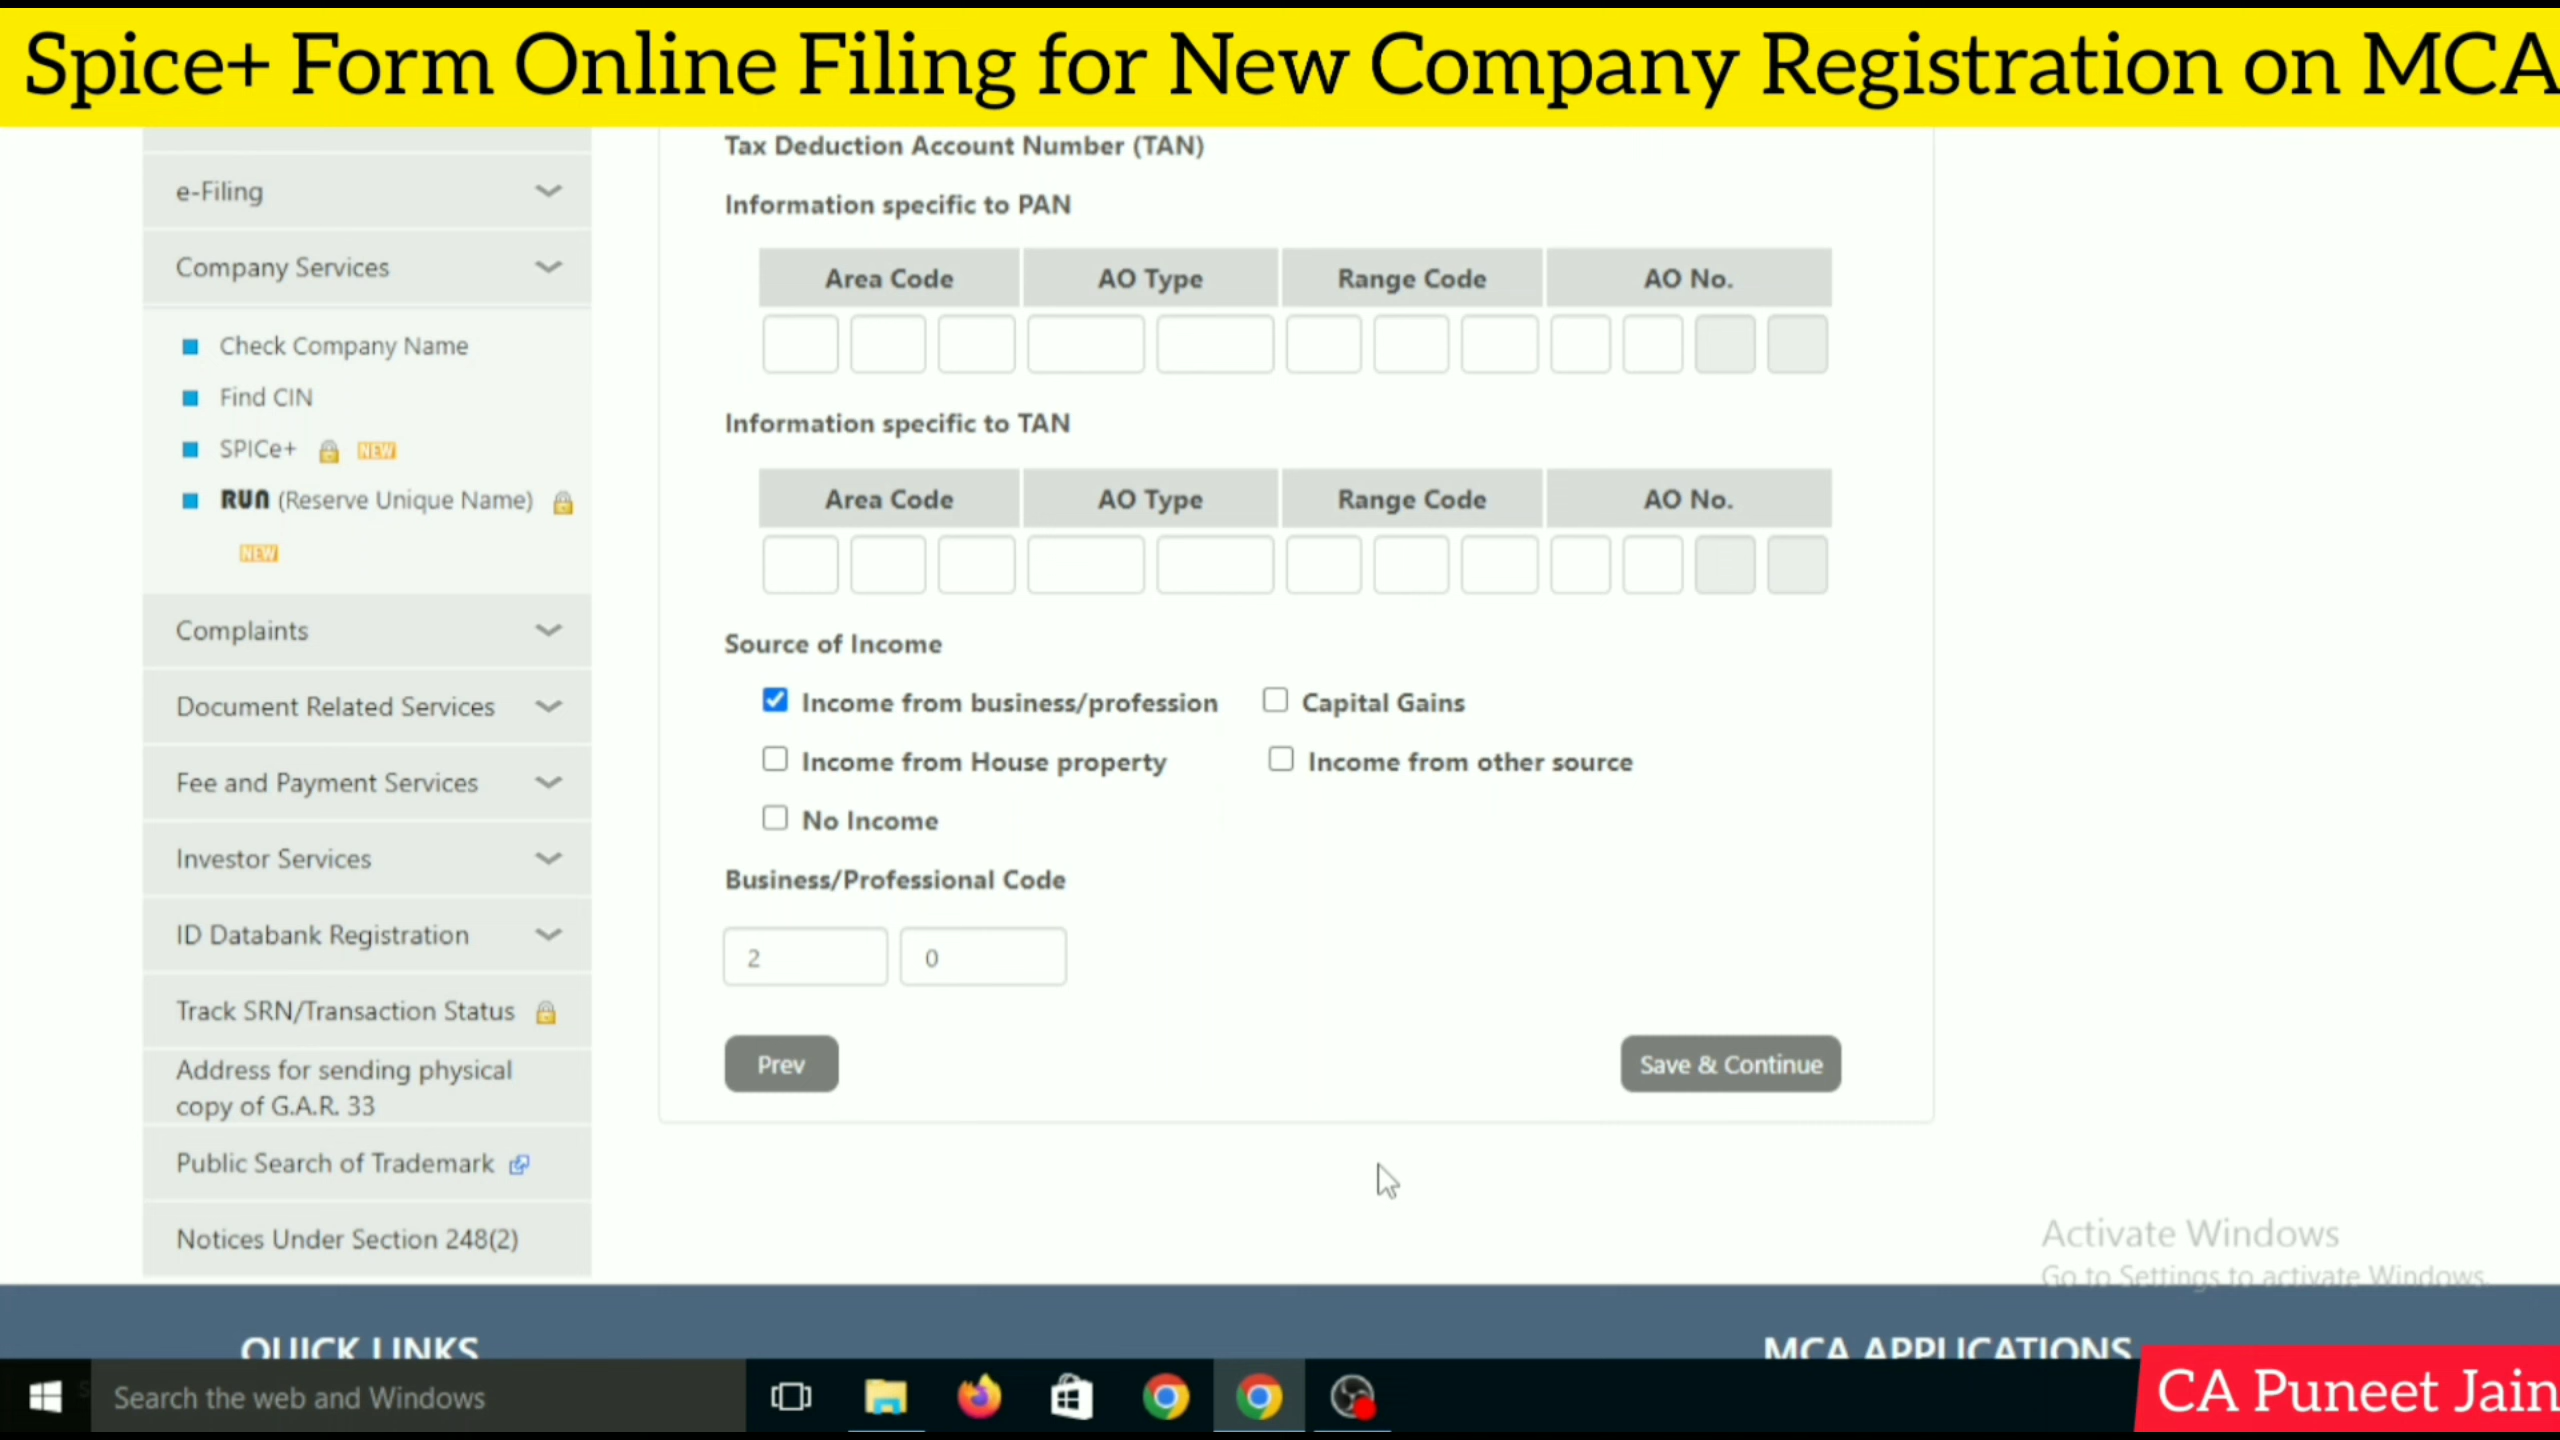 Spice+ Form Online Filing for New Company Registration on MCA
e-Filing
Company Services
Check Company Name
Find CIN
SPICe+ NEW
RUN (Reserve Unique Name)
NEW
Complaints
Document Related Services
Fee and Payment Services
Investor Services
ID Databank Registration
Track SRN/Transaction Status
Address for sending physical
copy of G.A.R. 33
Public Search of Trademark
Notices Under Section 248(2)
Tax Deduction Account Number (TAN)
Information specific to PAN
Area Code AO Type Range Code AO No.
Information specific to TAN
Area Code AO Type Range Code AO No.
Source of Income
Income from business/profession Capital Gains
Income from House property Income from other source
No Income
Business/Professional Code
2 0
Prev Save & Continue
Activate Windows
Go to Settings to activate Windows.
QUICK LINKS MCA APPLICATIONS
Search the web and Windows
CA Puneet Jain